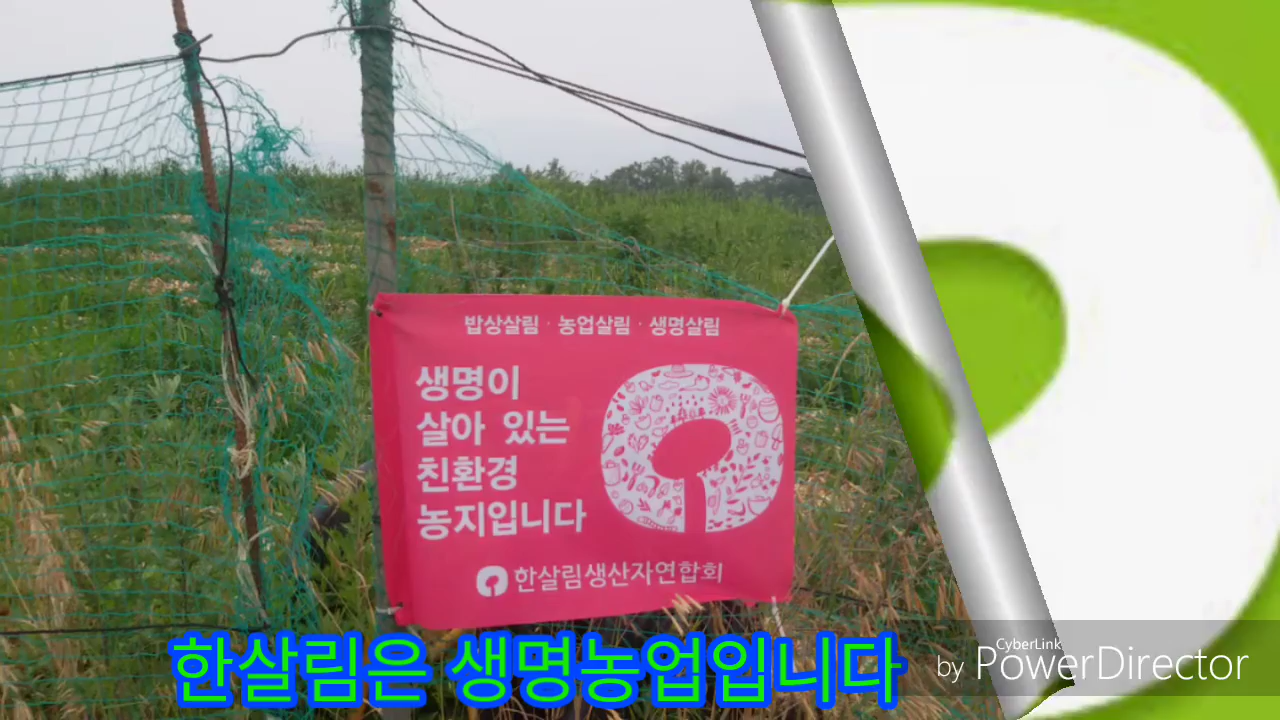 밥상살림 · 농업살림 · 생명살림
생명이
살아 있는
친환경
농지입니다
한살림생산자연합회
한살림은 생명농업입니다
CyberLink
by PowerDirector